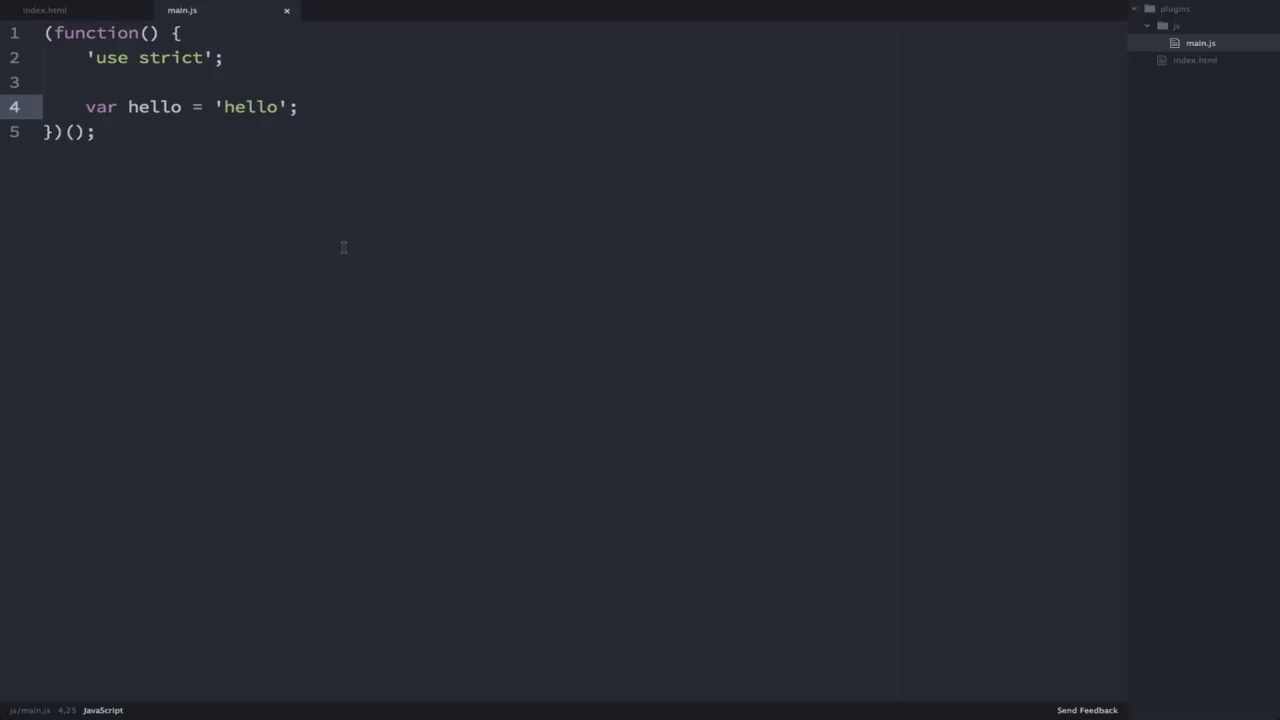 index.html
main.js
×
1 (function() {
2     'use strict';
3
4     var hello = 'hello';
5 })();
plugins
js
main.js
index.html
js/main.js 4,25 JavaScript
Send Feedback